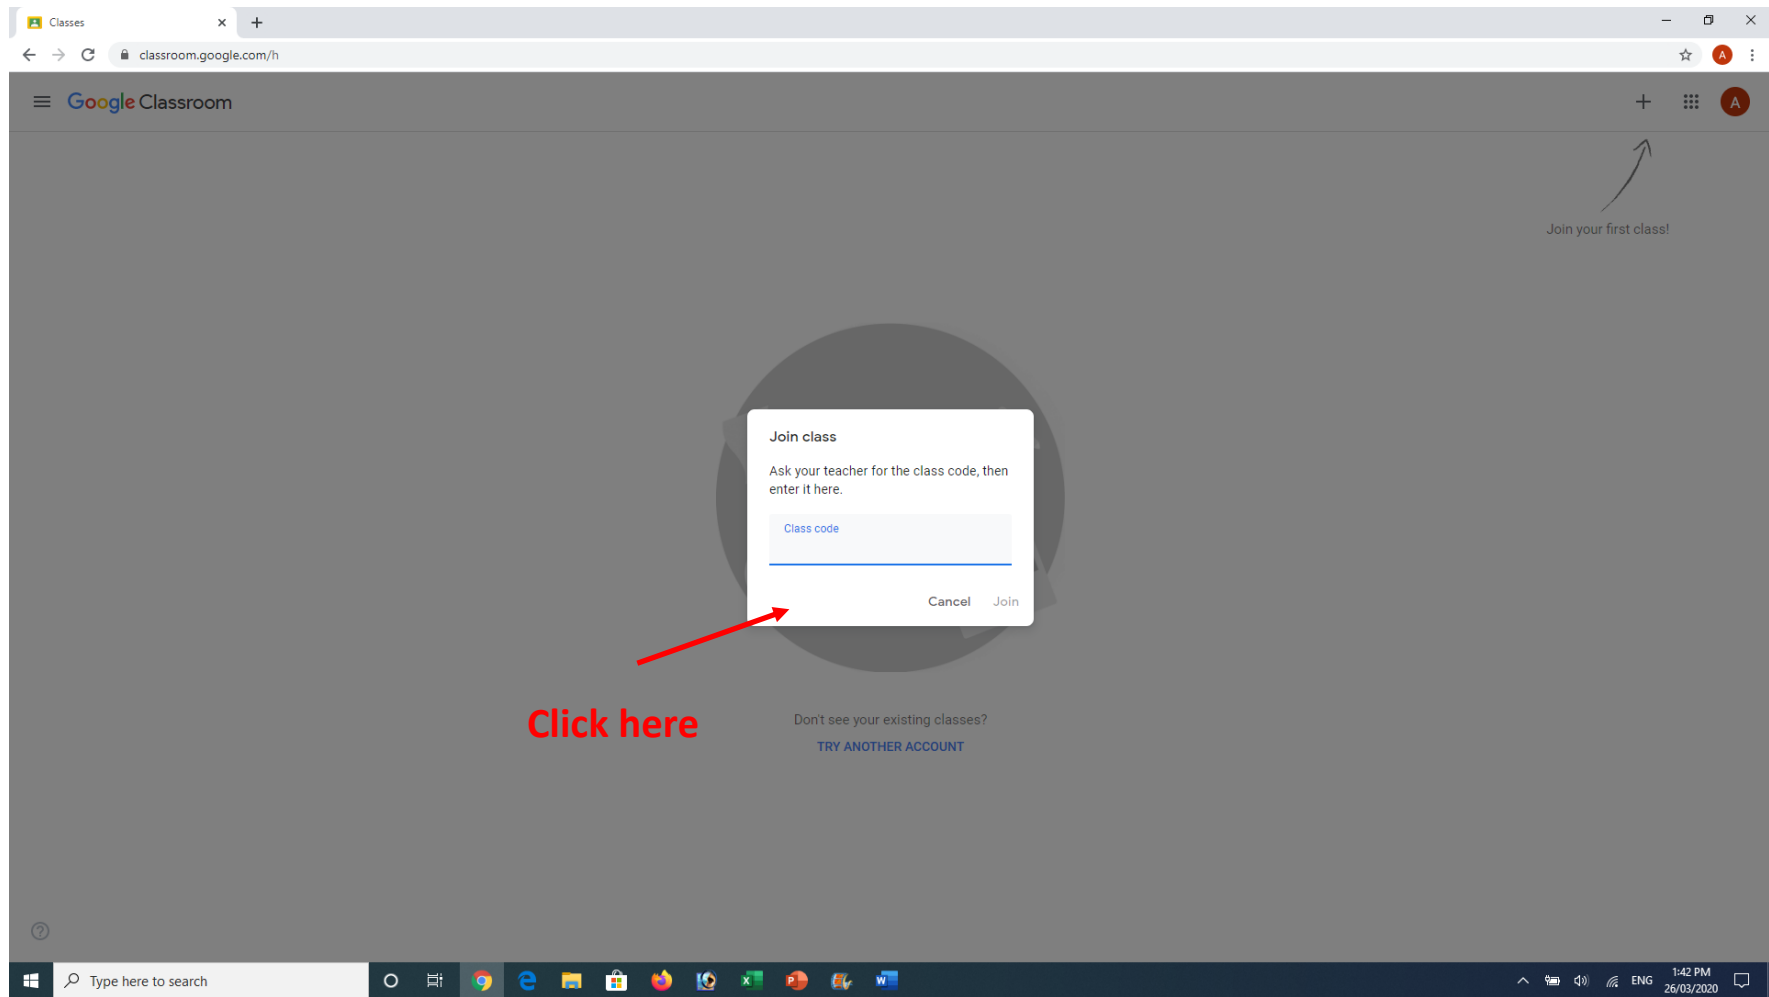 Classes
classroom.google.com/h
A
Google Classroom
A
Join your first class!
Join class
Ask your teacher for the class code, then
enter it here.
Class code
Cancel Join
Click here
Don't see your existing classes?
TRY ANOTHER ACCOUNT
Type here to search
ENG
1:42 PM
26/03/2020